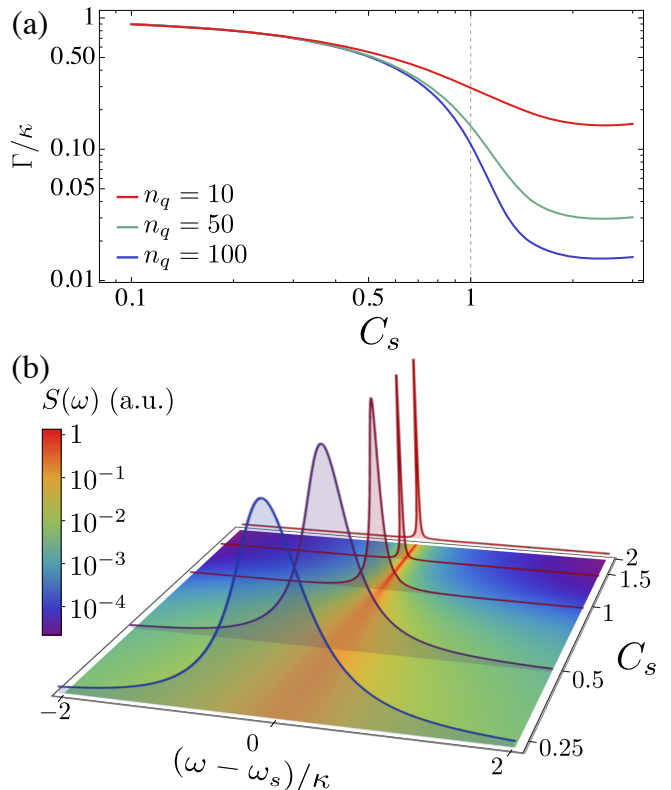 (a)
1
0.50
0.10
0.05
0.01
Γ/κ
n_q = 10
n_q = 50
n_q = 100
0.1
0.5
1
C_s
(b)
S(ω) (a.u.)
1
10^{-1}
10^{-2}
10^{-3}
10^{-4}
2
1.5
1
0.5
0.25
C_s
−2
0
2
(ω − ω_s)/κ